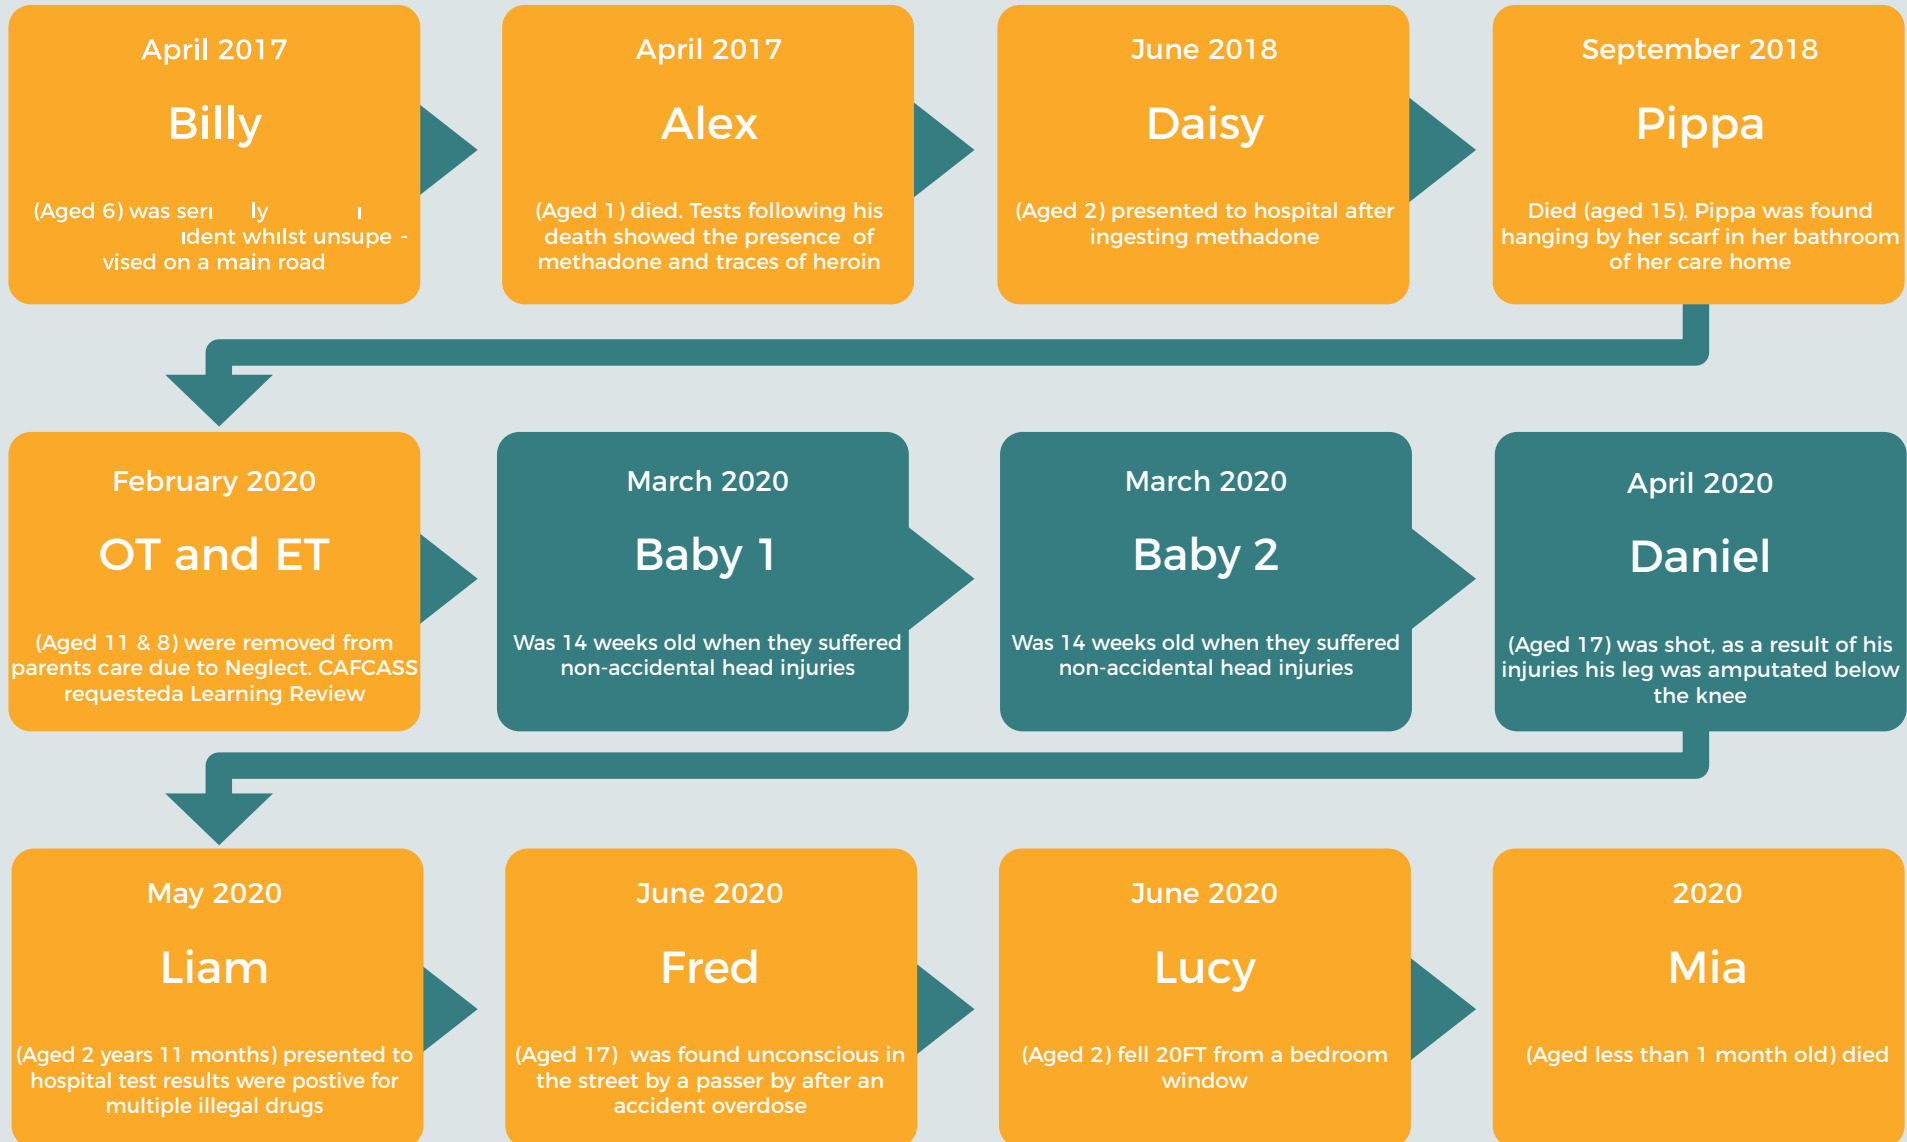 April 2017
Billy
(Aged 6) was
whilst
vised on a main road
April 2017
Alex
(Aged 1) died. Tests following his
death showed the presence of
methadone and traces of heroin
June 2018
Daisy
(Aged 2) presented to hospital after
ingesting methadone
September 2018
Pippa
Died (aged 15). Pippa was found
hanging by her scarf in her bathroom
of her care home
February 2020
OT and ET
(Aged 11 & 8) were removed from
parents care due to Neglect. CAFCASS
requesteda Learning Review
March 2020
Baby 1
Was 14 weeks old when they suffered
non-accidental head injuries
March 2020
Baby 2
Was 14 weeks old when they suffered
non-accidental head injuries
April 2020
Daniel
(Aged 17) was shot, as a result of his
injuries his leg was amputated below
the knee
May 2020
Liam
(Aged 2 years 11 months) presented to
hospital test results were postive for
multiple illegal drugs
June 2020
Fred
(Aged 17) was found unconscious in
the street by a passer by after an
accident overdose
June 2020
Lucy
(Aged 2) fell 20FT from a bedroom
window
2020
Mia
(Aged less than 1 month old) died